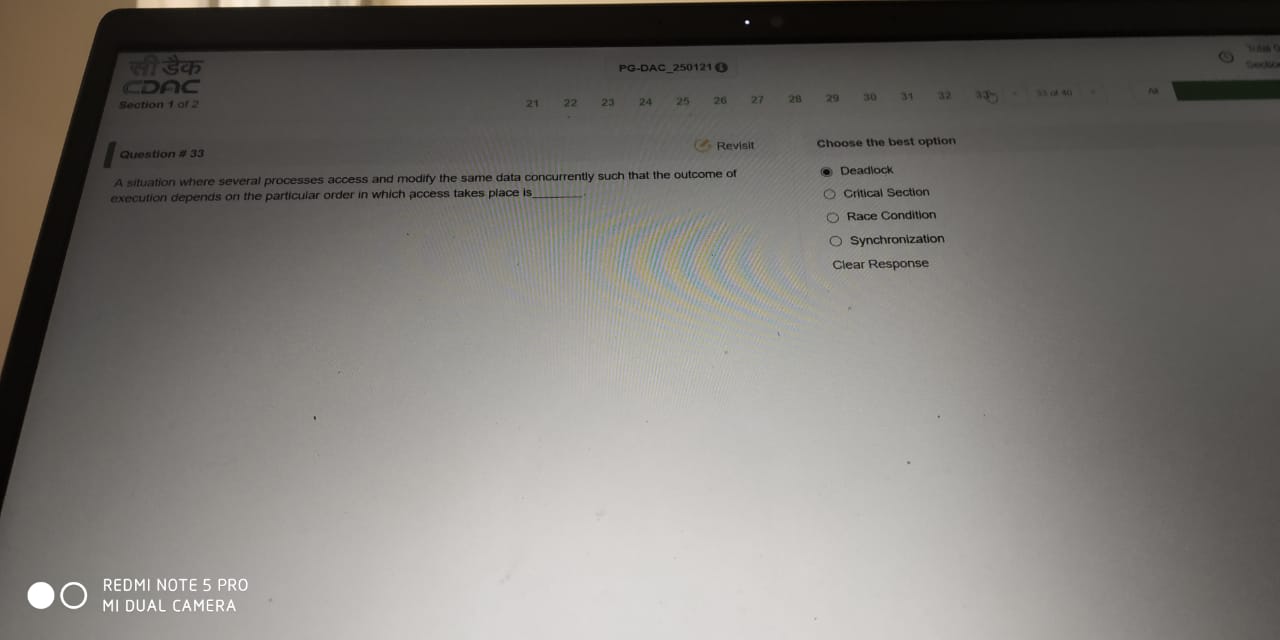 सी डैक
CDAC
Section 1 of 2
PG-DAC_250121
21 22 23 24 25 26 27 28 29 30 31 32 33
33 of 40
All
Question # 33
Revisit
A situation where several processes access and modify the same data concurrently such that the outcome of
execution depends on the particular order in which access takes place is_______.
Choose the best option
Deadlock
Critical Section
Race Condition
Synchronization
Clear Response
REDMI NOTE 5 PRO
MI DUAL CAMERA